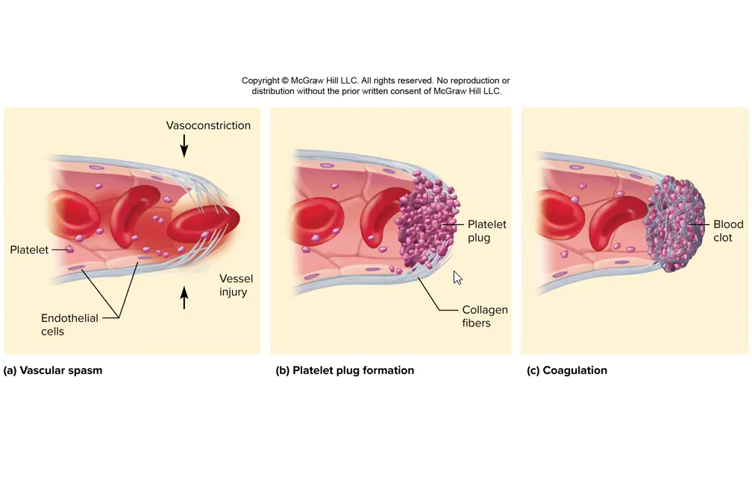 Copyright © McGraw Hill LLC. All rights reserved. No reproduction or
distribution without the prior written consent of McGraw Hill LLC.
Vasoconstriction
Platelet
Vessel
injury
Endothelial
cells
(a) Vascular spasm
Platelet
plug
Collagen
fibers
(b) Platelet plug formation
Blood
clot
(c) Coagulation